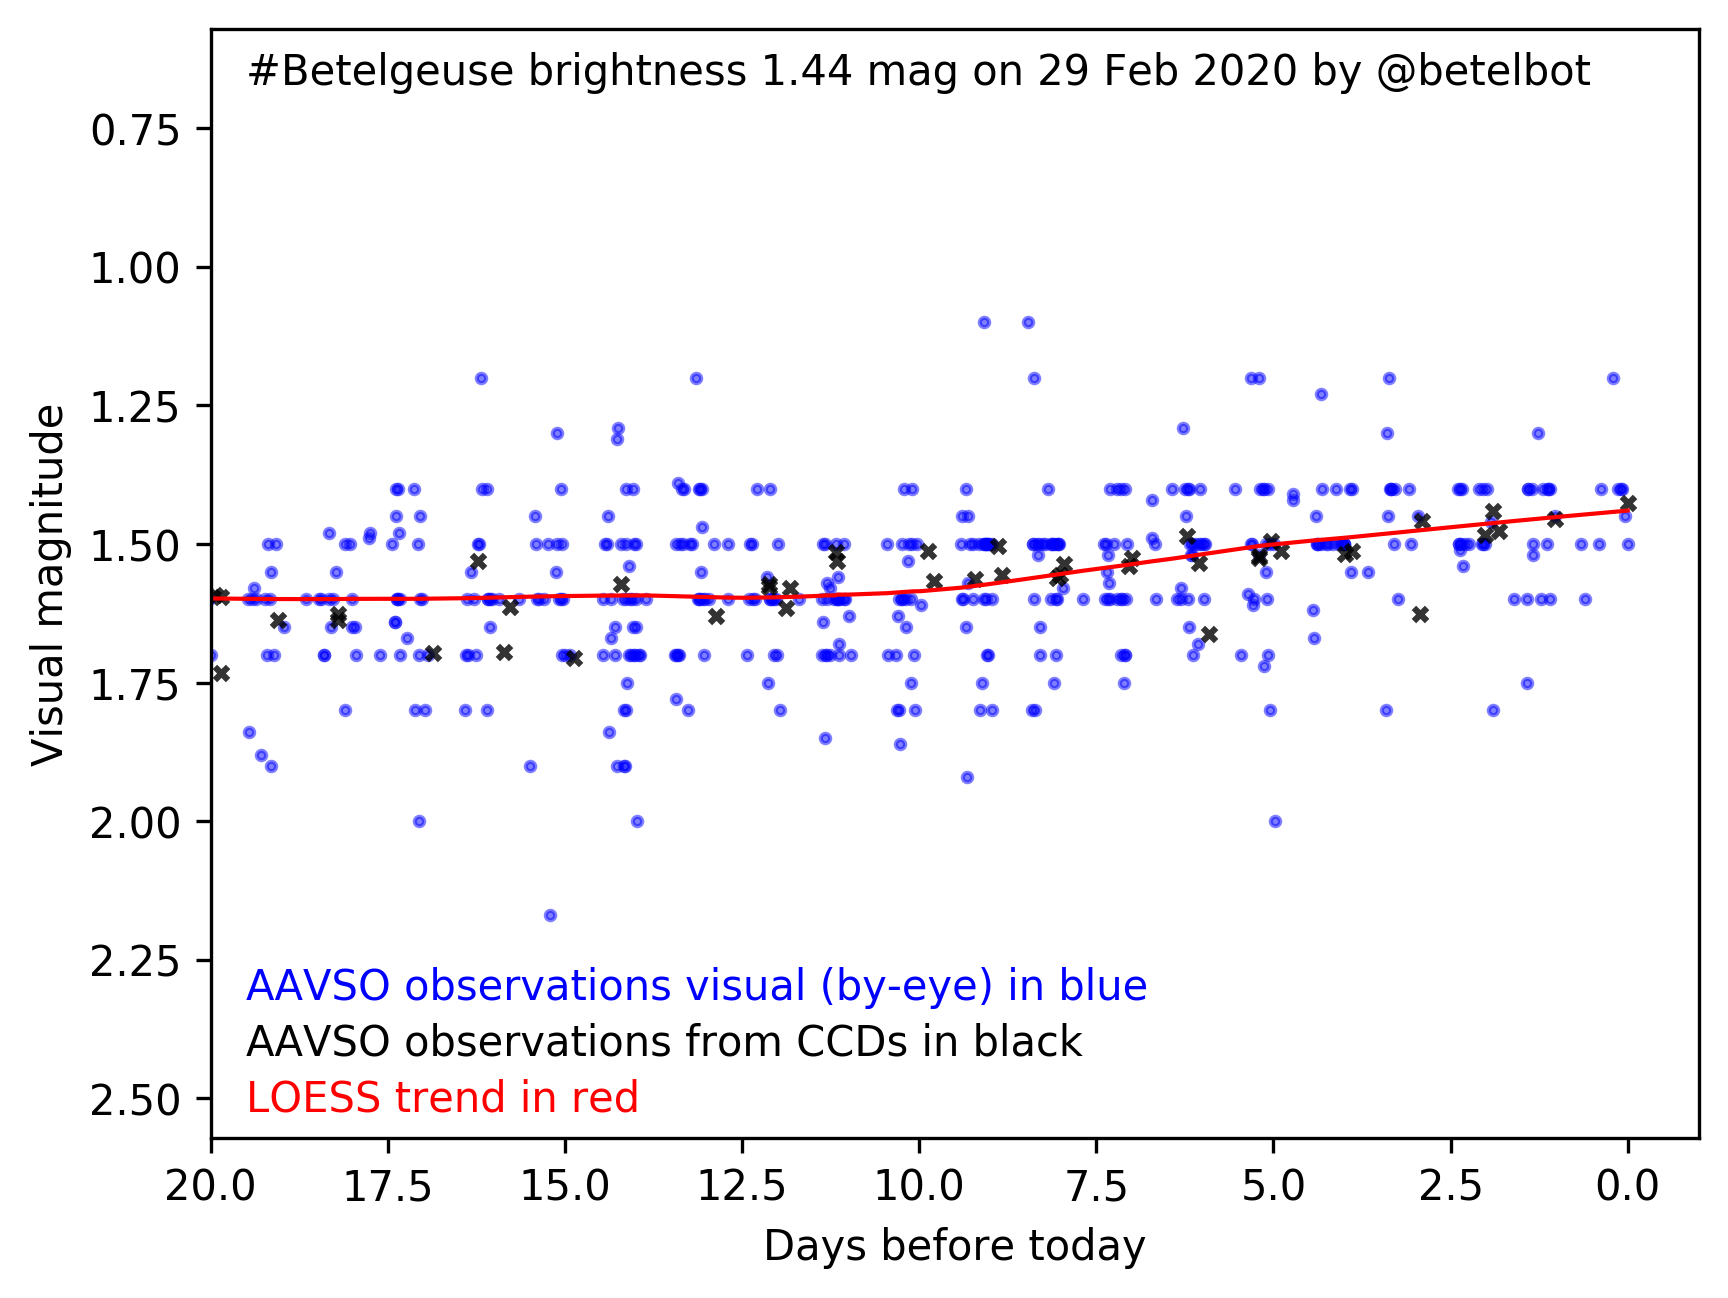 #Betelgeuse brightness 1.44 mag on 29 Feb 2020 by @betelbot
0.75
1.00
1.25
1.50
1.75
2.00
2.25
2.50
Visual magnitude
AAVSO observations visual (by-eye) in blue
AAVSO observations from CCDs in black
LOESS trend in red
20.0 17.5 15.0 12.5 10.0 7.5 5.0 2.5 0.0
Days before today